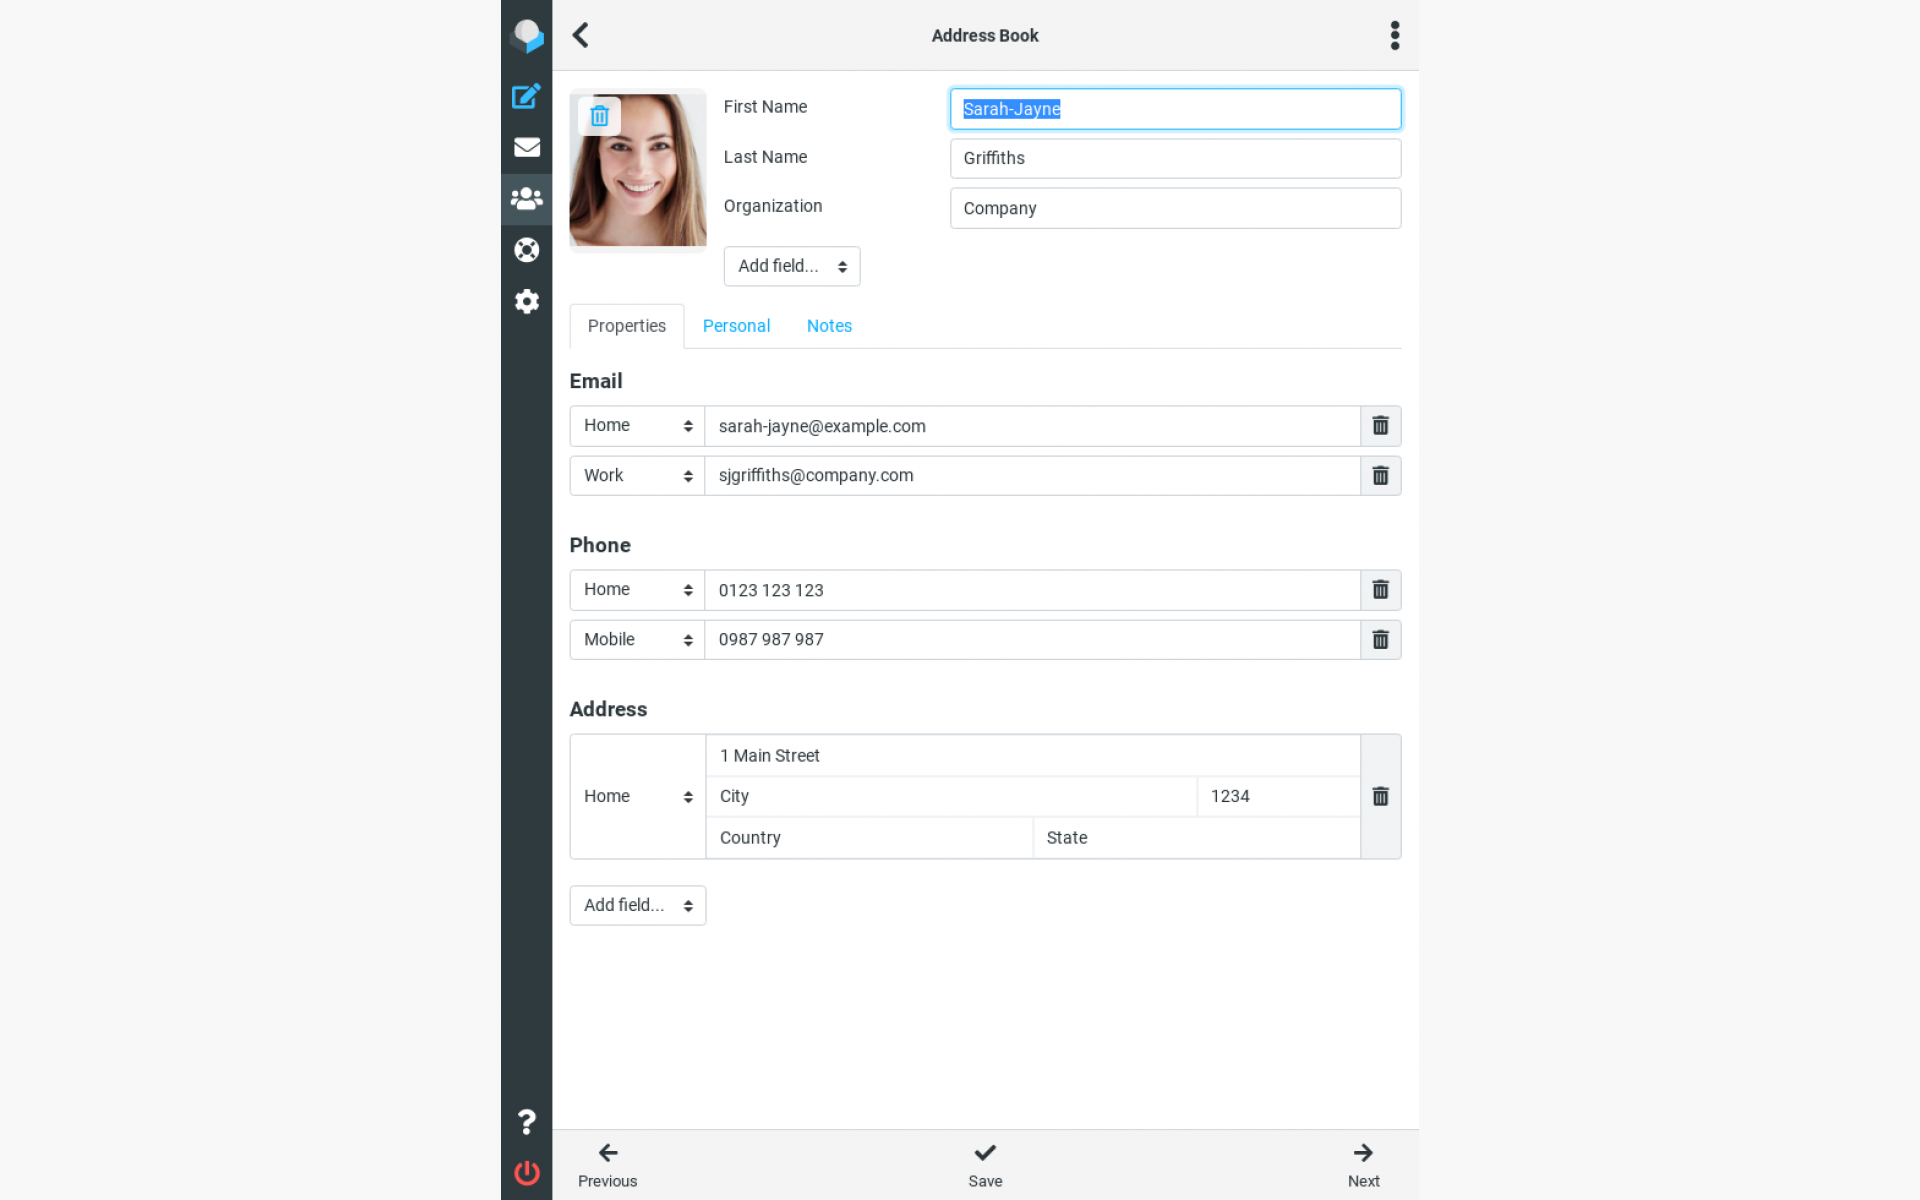 Address Book
First Name
Sarah-Jayne
Last Name
Griffiths
Organization
Company
Add field...
Properties Personal Notes
Email
Home sarah-jayne@example.com
Work sjgriffiths@company.com
Phone
Home 0123 123 123
Mobile 0987 987 987
Address
1 Main Street
Home City 1234
Country State
Add field...
Previous Save Next